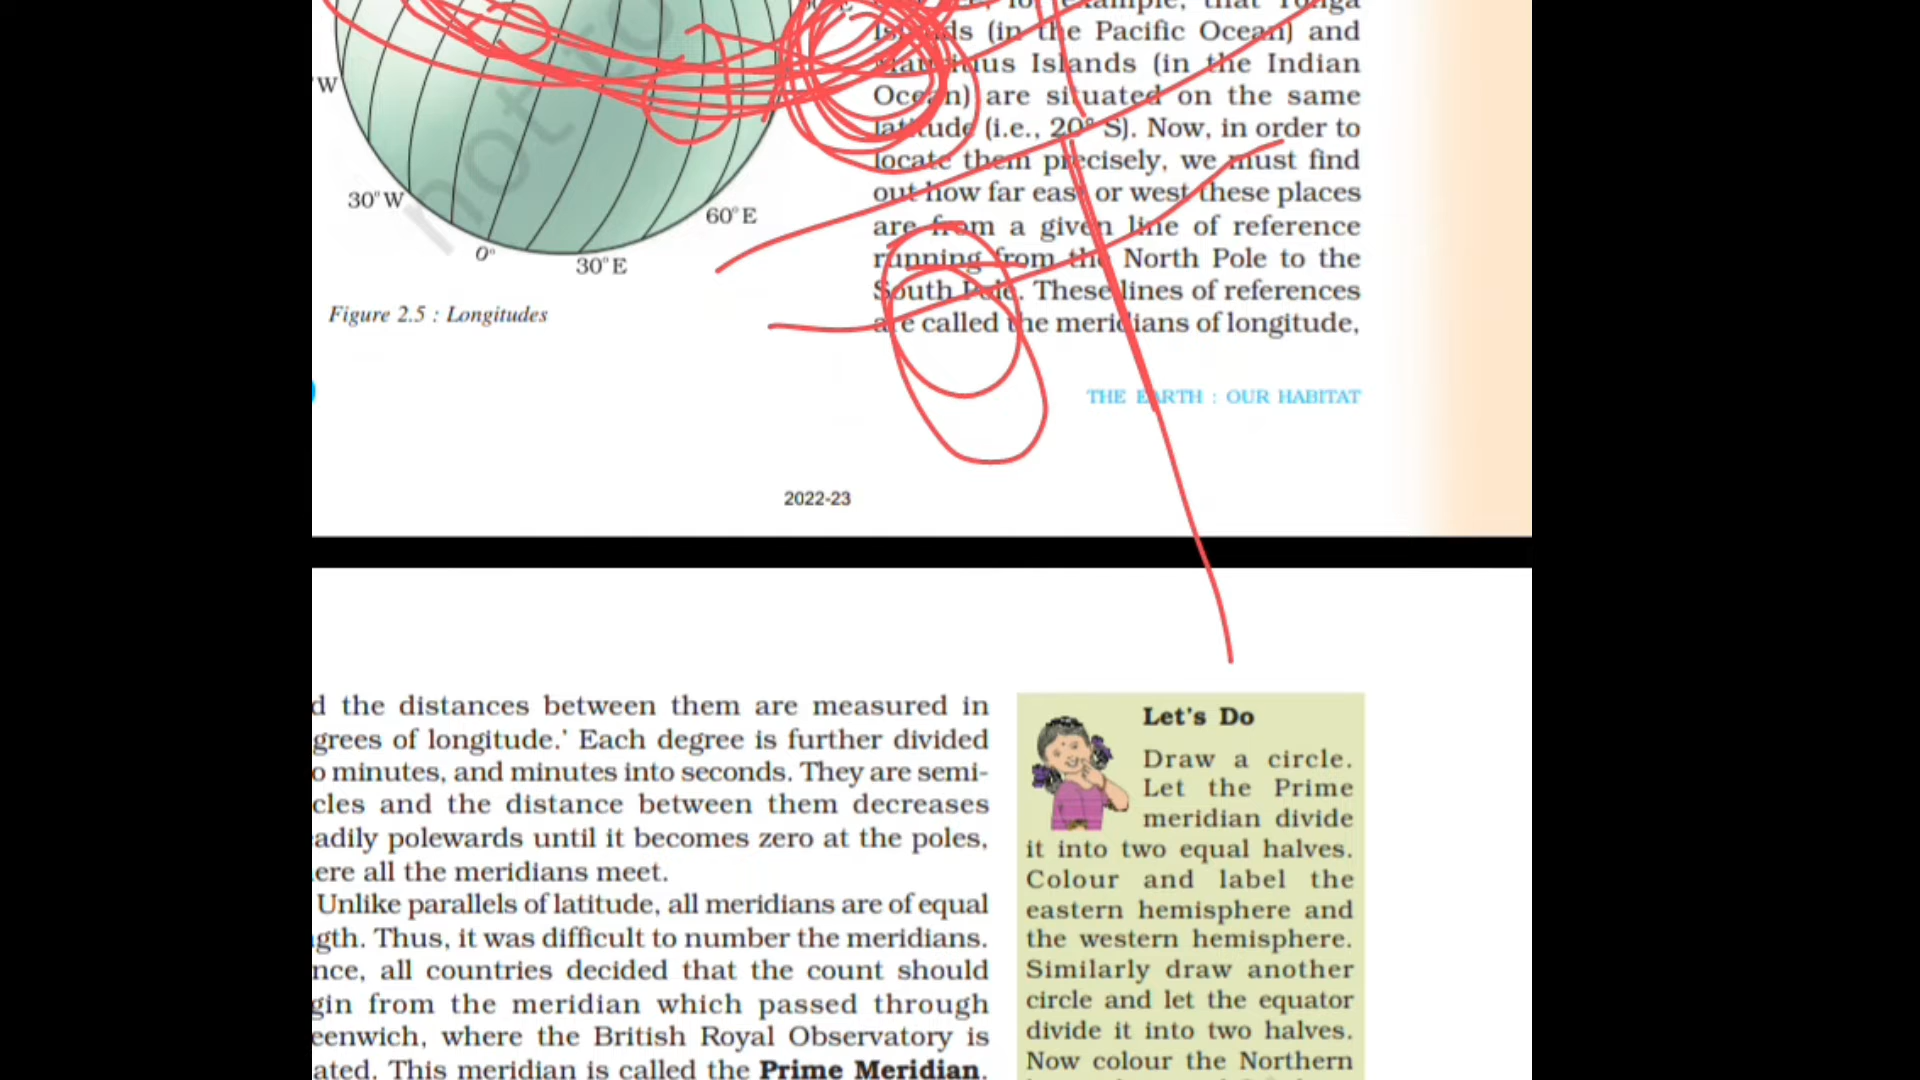 not to
W
30° W
0°
30° E
60° E
Figure 2.5 : Longitudes
example, that Tonga
Islands (in the Pacific Ocean) and
Mauritius Islands (in the Indian
Ocean) are situated on the same
latitude (i.e., 20° S). Now, in order to
locate them precisely, we must find
out how far east or west these places
are from a given line of reference
running from the North Pole to the
South Pole. These lines of references
are called the meridians of longitude,
THE EARTH : OUR HABITAT
2022-23
d the distances between them are measured in
grees of longitude.’ Each degree is further divided
o minutes, and minutes into seconds. They are semi-
cles and the distance between them decreases
adily polewards until it becomes zero at the poles,
ere all the meridians meet.
Unlike parallels of latitude, all meridians are of equal
gth. Thus, it was difficult to number the meridians.
nce, all countries decided that the count should
gin from the meridian which passed through
eenwich, where the British Royal Observatory is
ated. This meridian is called the Prime Meridian.
Let's Do
Draw a circle.
Let the Prime
meridian divide
it into two equal halves.
Colour and label the
eastern hemisphere and
the western hemisphere.
Similarly draw another
circle and let the equator
divide it into two halves.
Now colour the Northern